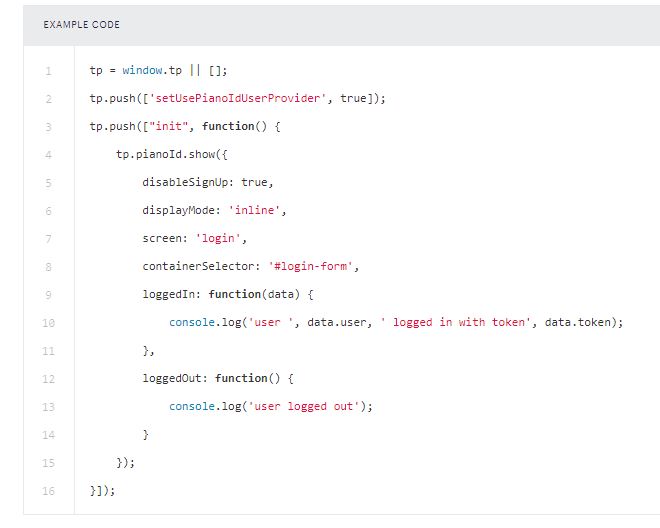 EXAMPLE CODE
1 tp = window.tp || [];
2 tp.push(['setUsePianoIdUserProvider', true]);
3 tp.push(["init", function() {
4 tp.pianoId.show({
5 disableSignUp: true,
6 displayMode: 'inline',
7 screen: 'login',
8 containerSelector: '#login-form',
9 loggedIn: function(data) {
10 console.log('user ', data.user, ' logged in with token', data.token);
11 },
12 loggedOut: function() {
13 console.log('user logged out');
14 }
15 });
16 }]);